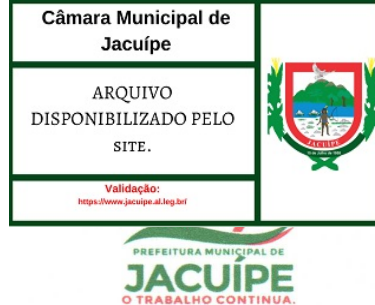 Câmara Municipal de
Jacuípe
ARQUIVO
DISPONIBILIZADO PELO
SITE.
Validação:
https://www.jacuipe.al.leg.br/
JACUÍPE
PREFEITURA MUNICIPAL DE
JACUÍPE
O TRABALHO CONTINUA